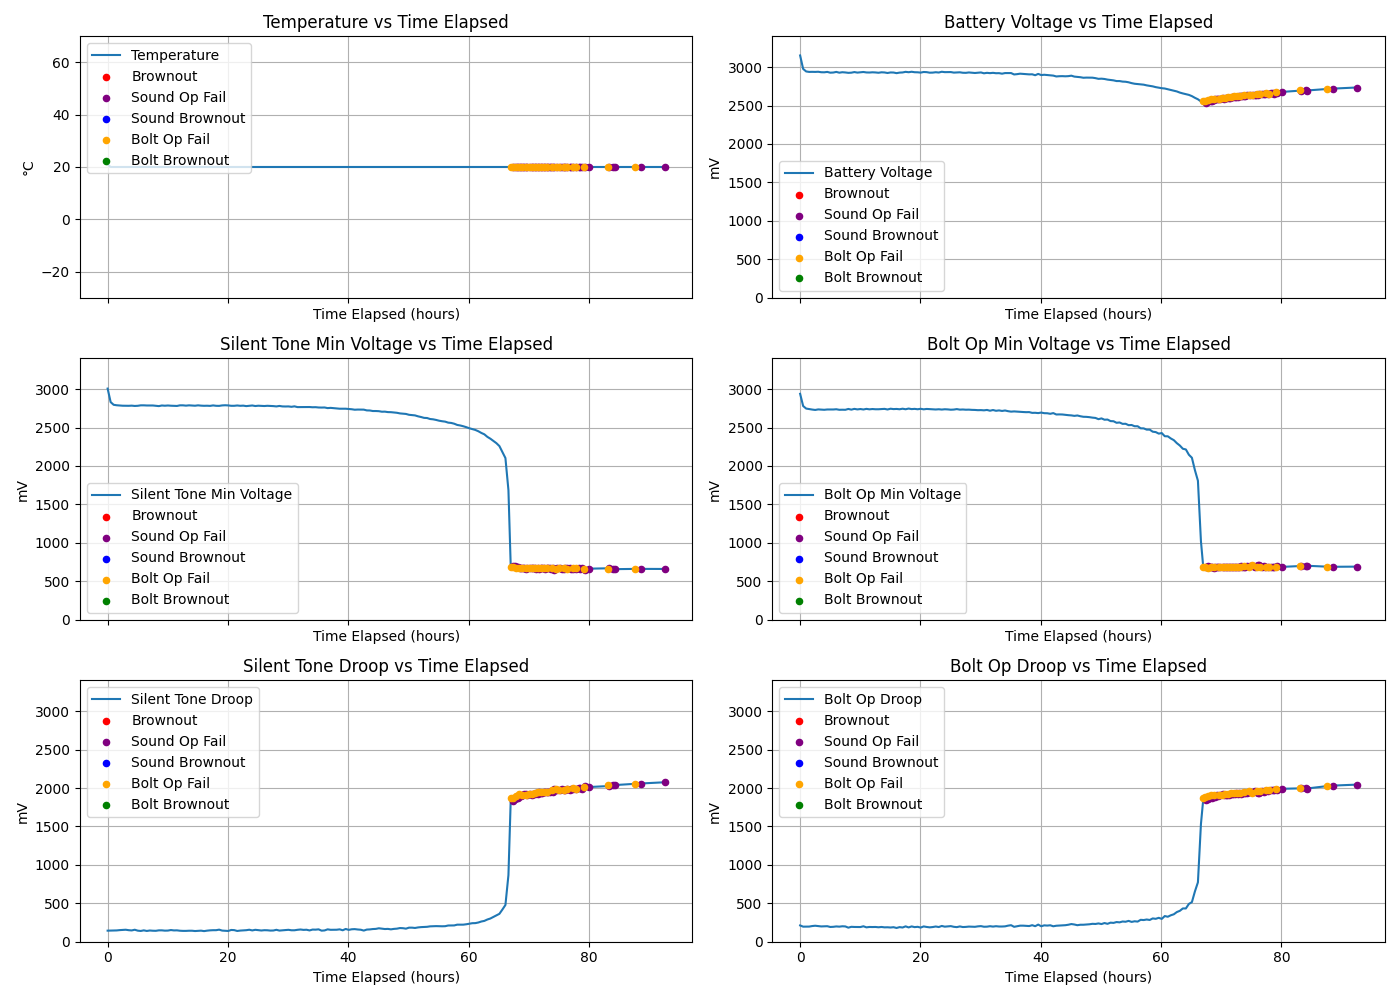 Temperature vs Time Elapsed
60
40
20
0
−20
°C
Temperature
Brownout
Sound Op Fail
Sound Brownout
Bolt Op Fail
Bolt Brownout
Time Elapsed (hours)
Battery Voltage vs Time Elapsed
3000
2500
2000
1500
1000
500
0
mV
Battery Voltage
Brownout
Sound Op Fail
Sound Brownout
Bolt Op Fail
Bolt Brownout
Time Elapsed (hours)
Silent Tone Min Voltage vs Time Elapsed
3000
2500
2000
1500
1000
500
0
mV
Silent Tone Min Voltage
Brownout
Sound Op Fail
Sound Brownout
Bolt Op Fail
Bolt Brownout
Time Elapsed (hours)
Bolt Op Min Voltage vs Time Elapsed
3000
2500
2000
1500
1000
500
0
mV
Bolt Op Min Voltage
Brownout
Sound Op Fail
Sound Brownout
Bolt Op Fail
Bolt Brownout
Time Elapsed (hours)
Silent Tone Droop vs Time Elapsed
3000
2500
2000
1500
1000
500
0
mV
Silent Tone Droop
Brownout
Sound Op Fail
Sound Brownout
Bolt Op Fail
Bolt Brownout
0 20 40 60 80
Time Elapsed (hours)
Bolt Op Droop vs Time Elapsed
3000
2500
2000
1500
1000
500
0
mV
Bolt Op Droop
Brownout
Sound Op Fail
Sound Brownout
Bolt Op Fail
Bolt Brownout
0 20 40 60 80
Time Elapsed (hours)